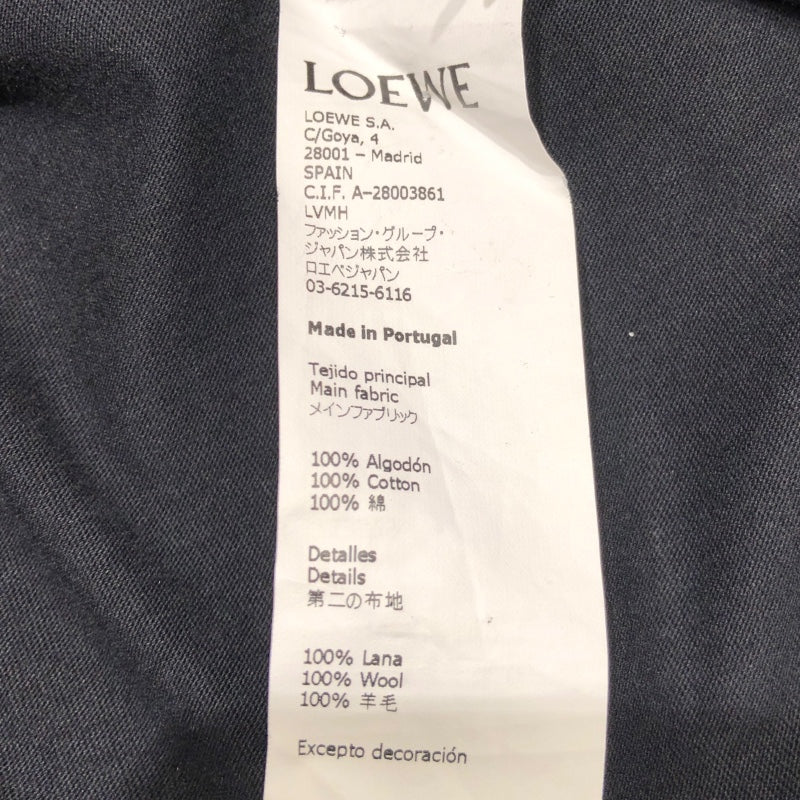 LOEWE
LOEWE S.A.
C/Goya, 4
28001 – Madrid
SPAIN
C.I.F. A–28003861
LVMH
ファッション・グループ・
ジャパン株式会社
ロエベジャパン
03-6215-6116
Made in Portugal
Tejido principal
Main fabric
メインファブリック
100% Algodón
100% Cotton
100% 綿
Detalles
Details
第二の布地
100% Lana
100% Wool
100% 羊毛
Excepto decoración